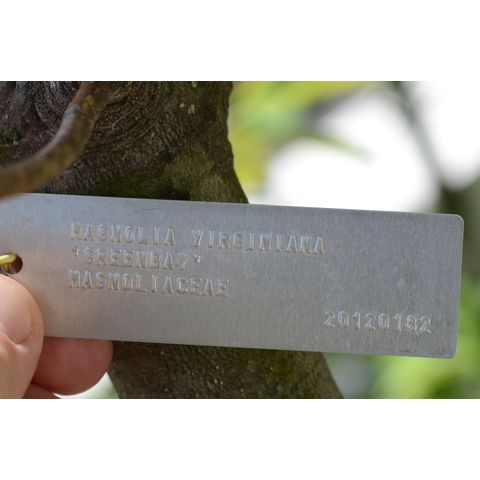 MAGNOLIA VIRGINIANA
"GREENBAY"
MAGNOLIACEAE
20120182